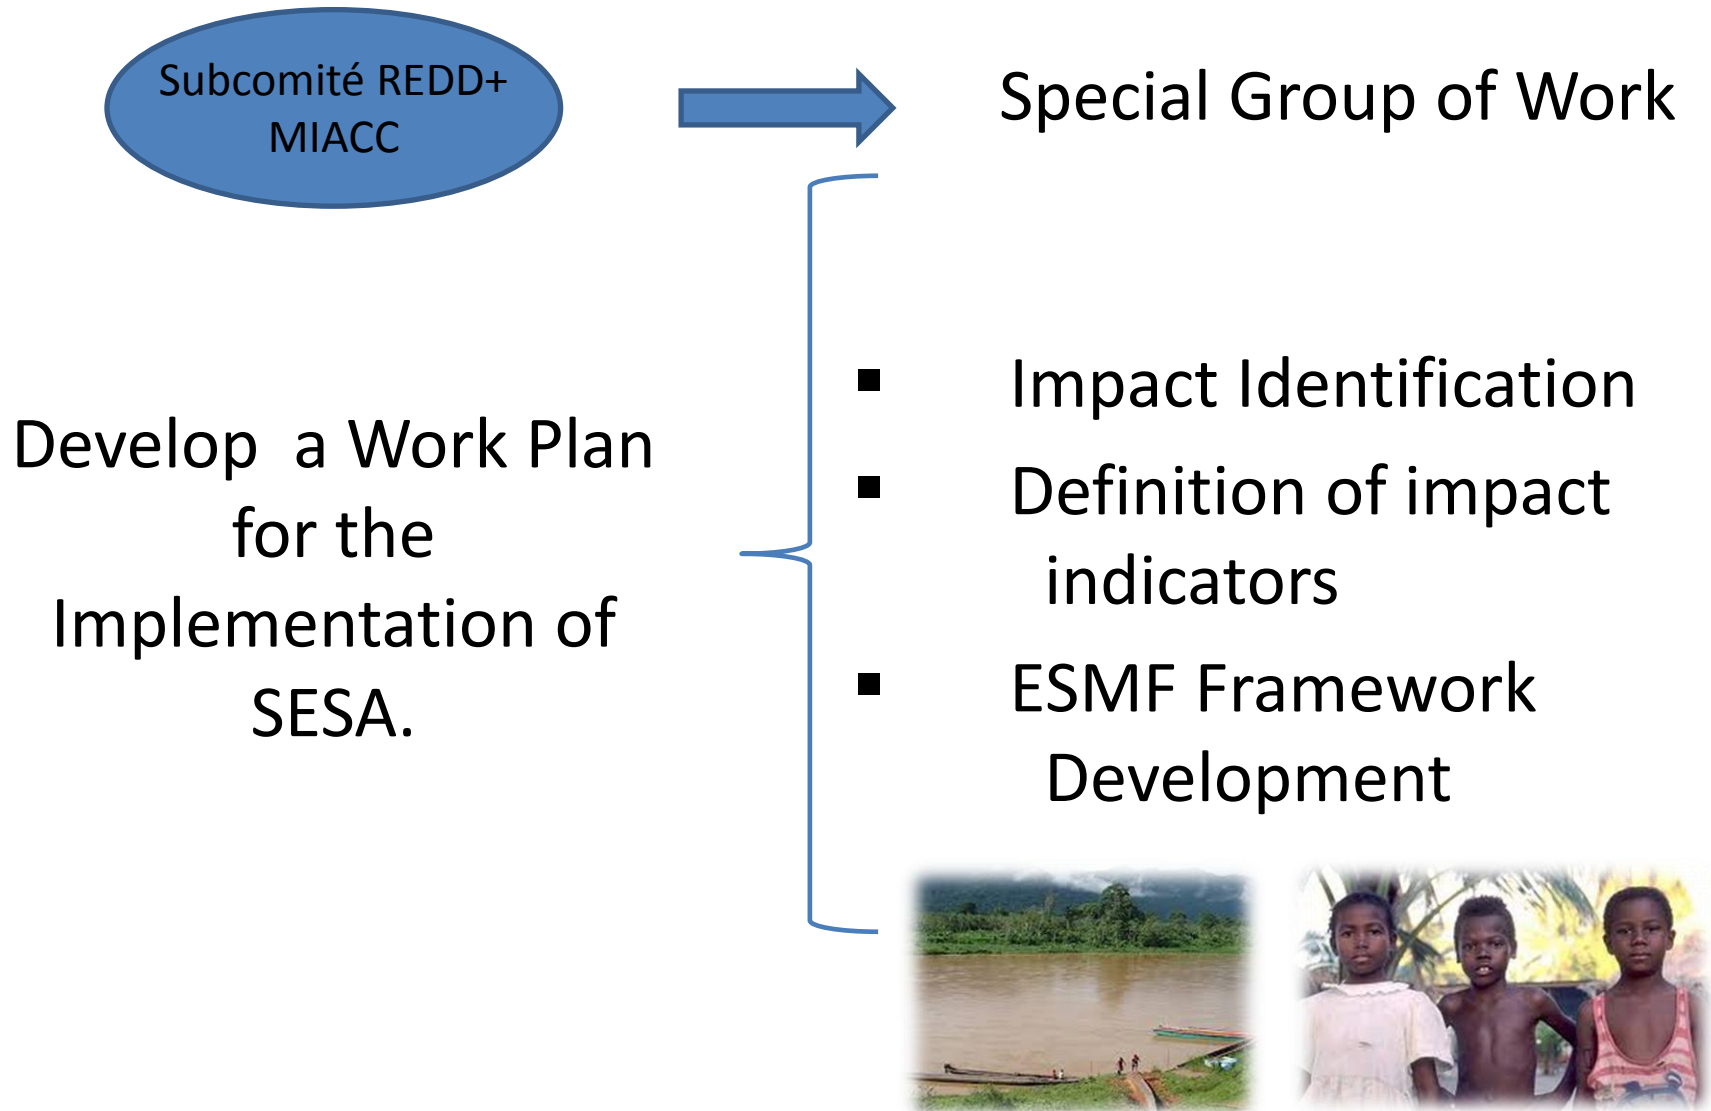 Subcomité REDD+
MIACC
Special Group of Work
Develop a Work Plan
for the
Implementation of
SESA.
▪ Impact Identification
▪ Definition of impact
indicators
▪ ESMF Framework
Development